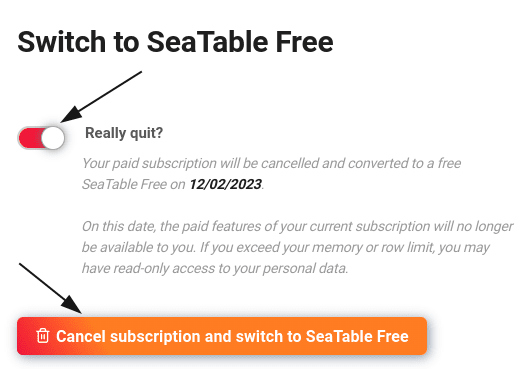 Switch to SeaTable Free
Really quit?
Your paid subscription will be cancelled and converted to a free
SeaTable Free on 12/02/2023.
On this date, the paid features of your current subscription will no longer
be available to you. If you exceed your memory or row limit, you may
have read-only access to your personal data.
Cancel subscription and switch to SeaTable Free